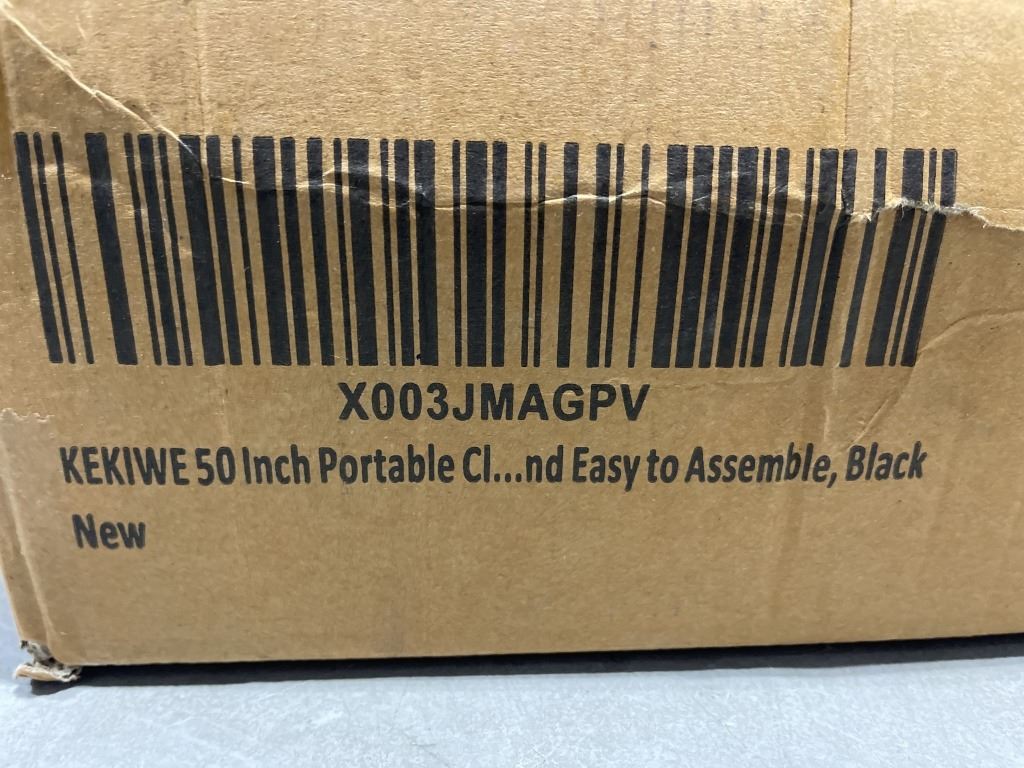 X003JMAGPV
KEKIWE 50 Inch Portable Cl...nd Easy to Assemble, Black
New